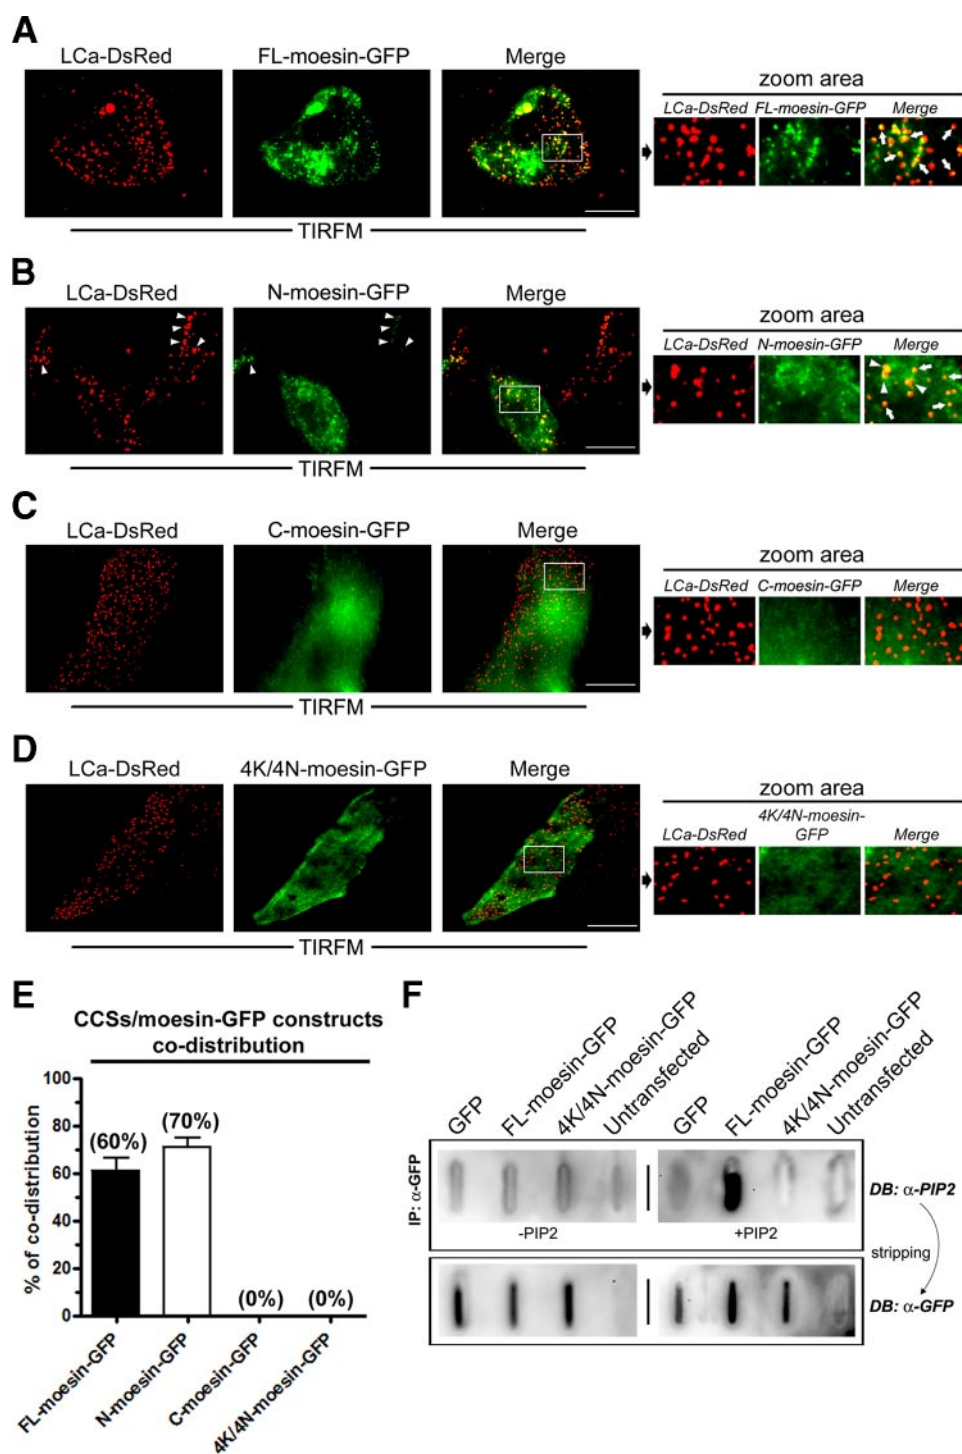 A
LCa-DsRed FL-moesin-GFP Merge
zoom area
LCa-DsRed FL-moesin-GFP Merge
TIRFM
B
LCa-DsRed N-moesin-GFP Merge
zoom area
LCa-DsRed N-moesin-GFP Merge
TIRFM
C
LCa-DsRed C-moesin-GFP Merge
zoom area
LCa-DsRed C-moesin-GFP Merge
TIRFM
D
LCa-DsRed 4K/4N-moesin-GFP Merge
zoom area
LCa-DsRed 4K/4N-moesin-GFP Merge
TIRFM
E
CCSs/moesin-GFP constructs
co-distribution
% of co-distribution
100
80
60
40
20
0
(60%)
(70%)
(0%)
(0%)
FL-moesin-GFP
N-moesin-GFP
C-moesin-GFP
4K/4N-moesin-GFP
F
GFP
FL-moesin-GFP
4K/4N-moesin-GFP
Untransfected
GFP
FL-moesin-GFP
4K/4N-moesin-GFP
Untransfected
IP: α-GFP
DB: α-PIP2
-PIP2 +PIP2
stripping
DB: α-GFP